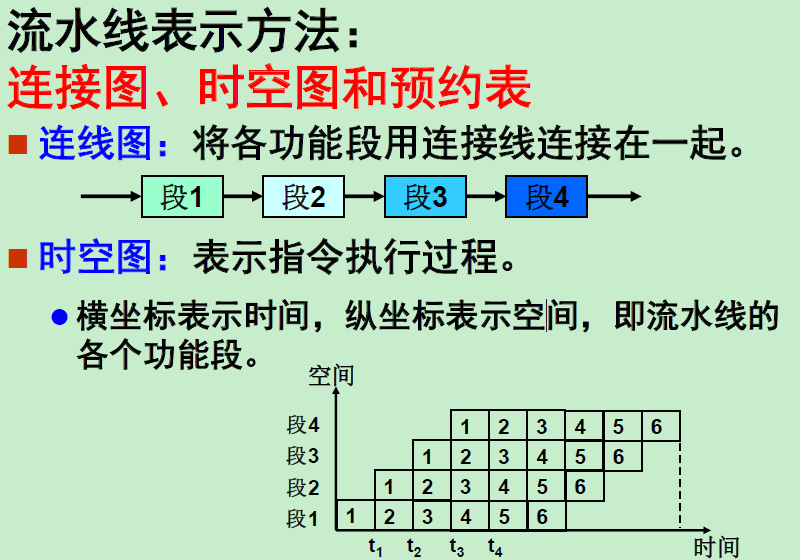 流水线表示方法：
连接图、时空图和预约表
连线图：将各功能段用连接线连接在一起。
段1 段2 段3 段4
时空图：表示指令执行过程。
横坐标表示时间，纵坐标表示空间，即流水线的
各个功能段。
空间
段4 1 2 3 4 5 6
段3 1 2 3 4 5 6
段2 1 2 3 4 5 6
段1 1 2 3 4 5 6
t1 t2 t3 t4 时间